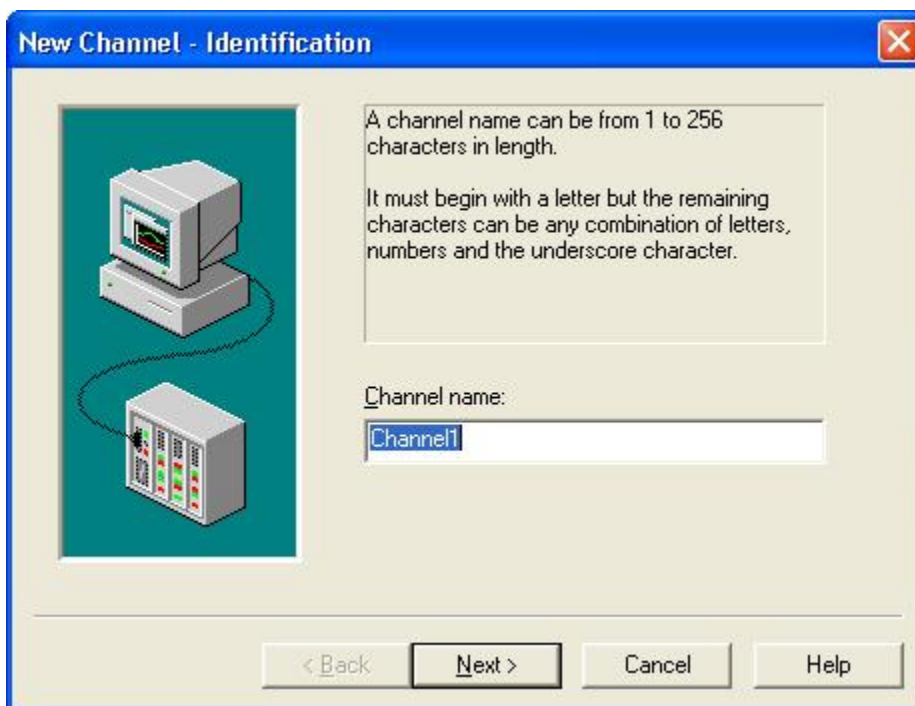 New Channel - Identification
A channel name can be from 1 to 256
characters in length.
It must begin with a letter but the remaining
characters can be any combination of letters,
numbers and the underscore character.
Channel name:
Channel1
< Back
Next >
Cancel
Help